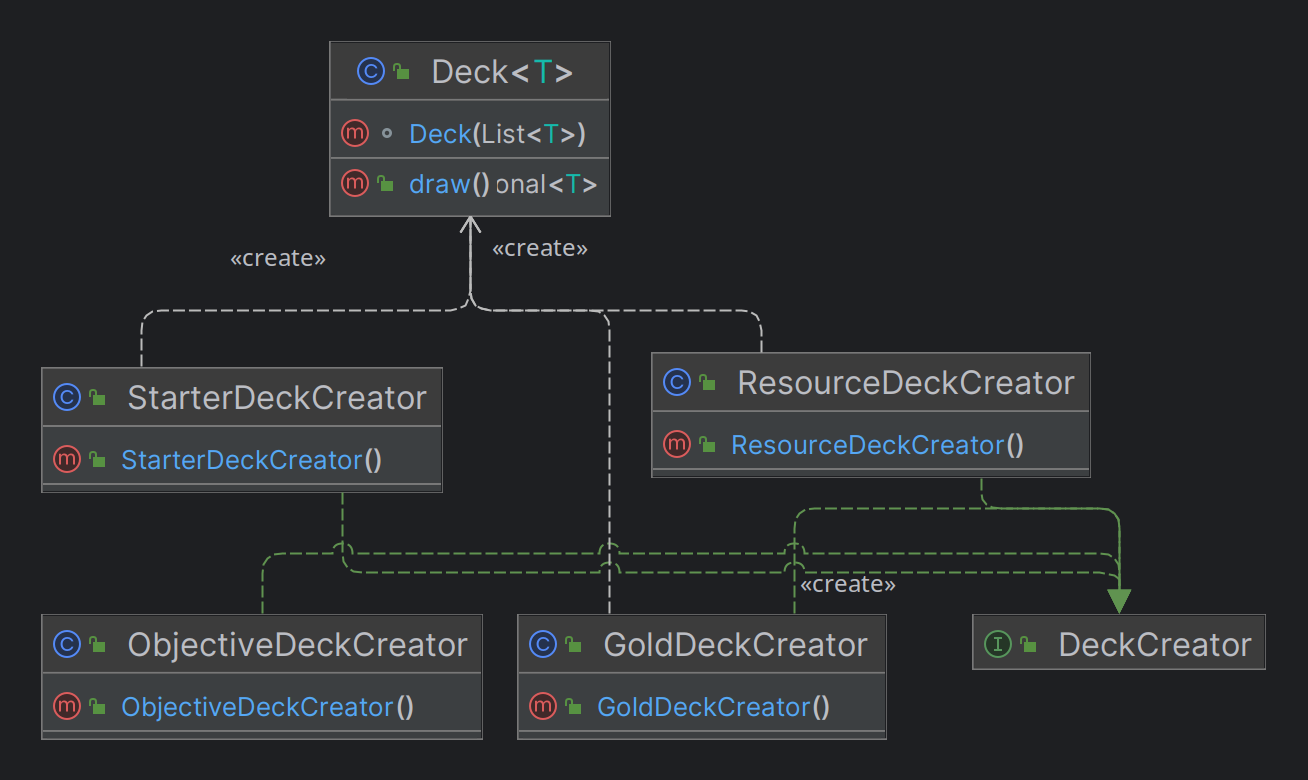 Deck<T>
Deck(List<T>)
draw() onal<T>
«create»
«create»
StarterDeckCreator
StarterDeckCreator()
ResourceDeckCreator
ResourceDeckCreator()
«create»
ObjectiveDeckCreator
ObjectiveDeckCreator()
GoldDeckCreator
GoldDeckCreator()
DeckCreator